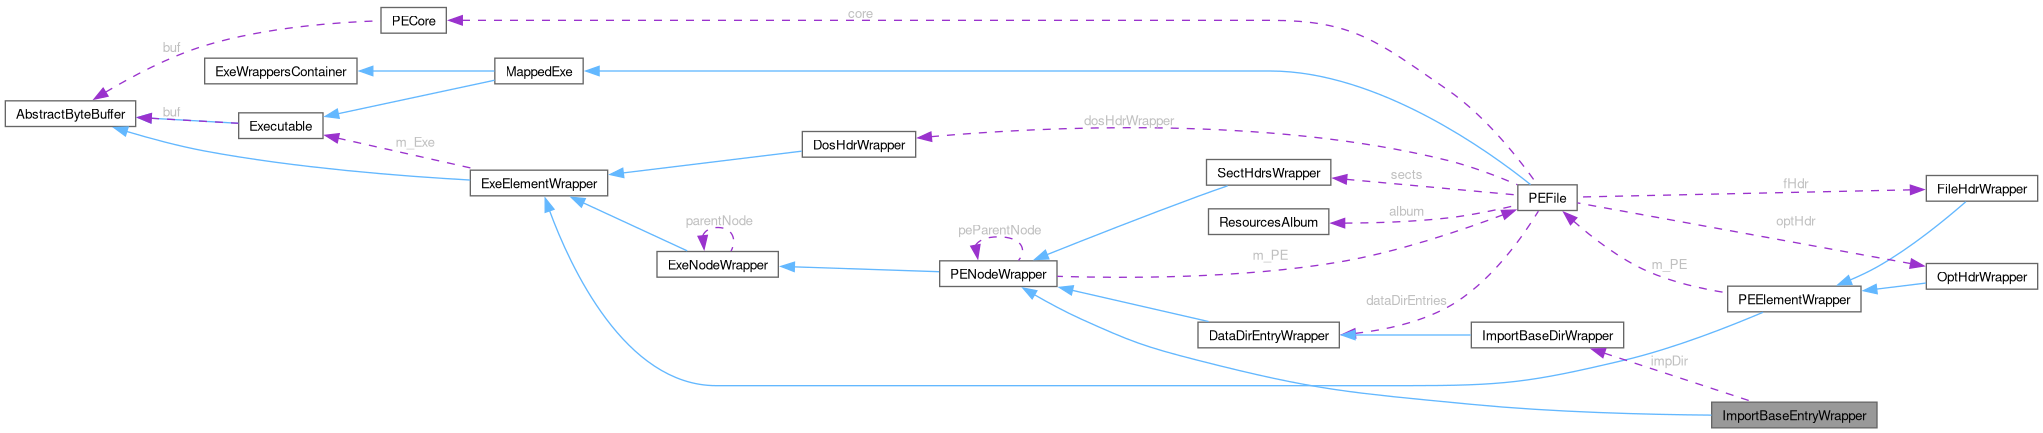 PECore
core
buf
ExeWrappersContainer
MappedExe
AbstractByteBuffer
buf
Executable
m_Exe
dosHdrWrapper
DosHdrWrapper
ExeElementWrapper
SectHdrsWrapper
sects
PEFile
fHdr
FileHdrWrapper
parentNode
ResourcesAlbum
album
optHdr
peParentNode
ExeNodeWrapper
PENodeWrapper
m_PE
m_PE
OptHdrWrapper
dataDirEntries
PEElementWrapper
DataDirEntryWrapper
ImportBaseDirWrapper
impDir
ImportBaseEntryWrapper